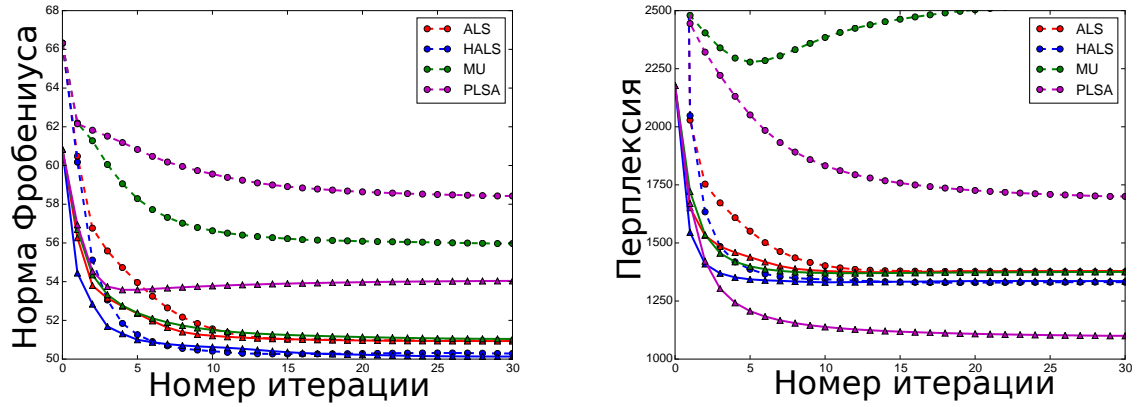 68
66
64
62
60
58
56
54
52
50
0
5
10
15
20
25
30
Норма Фробениуса
Номер итерации
ALS
HALS
MU
PLSA
2500
2250
2000
1750
1500
1250
1000
0
5
10
15
20
25
30
Перплексия
Номер итерации
ALS
HALS
MU
PLSA